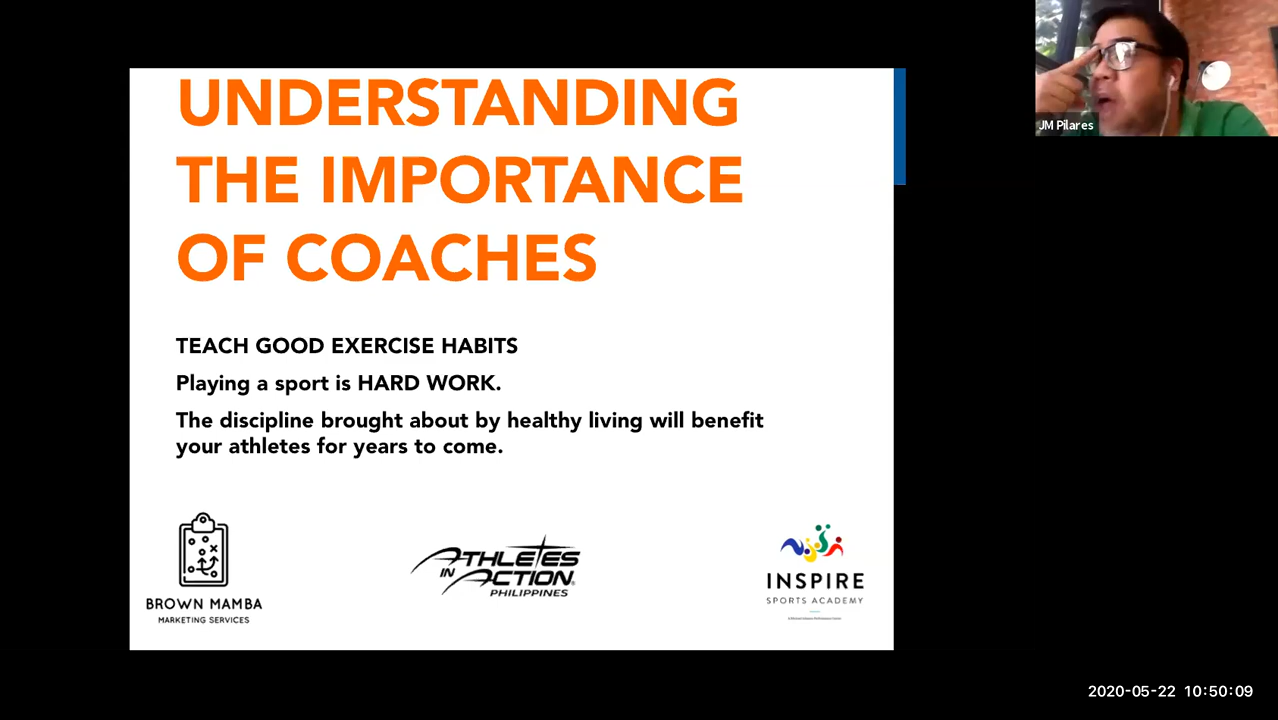 UNDERSTANDING
THE IMPORTANCE
OF COACHES
TEACH GOOD EXERCISE HABITS
Playing a sport is HARD WORK.
The discipline brought about by healthy living will benefit
your athletes for years to come.
BROWN MAMBA
MARKETING SERVICES
ATHLETES
IN ACTION
PHILIPPINES
INSPIRE
SPORTS ACADEMY
JM Pilares
2020-05-22 10:50:09